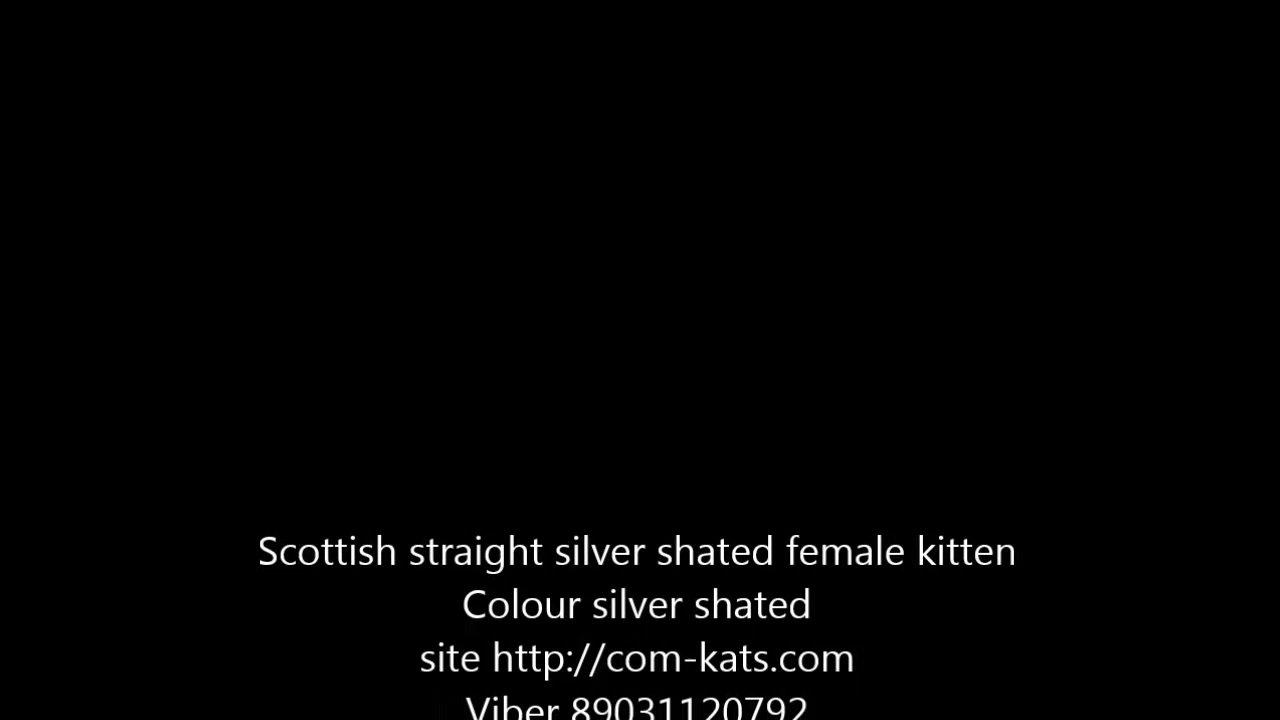 Scottish straight silver shated female kitten
Colour silver shated
site http://com-kats.com
Viber 89031120792